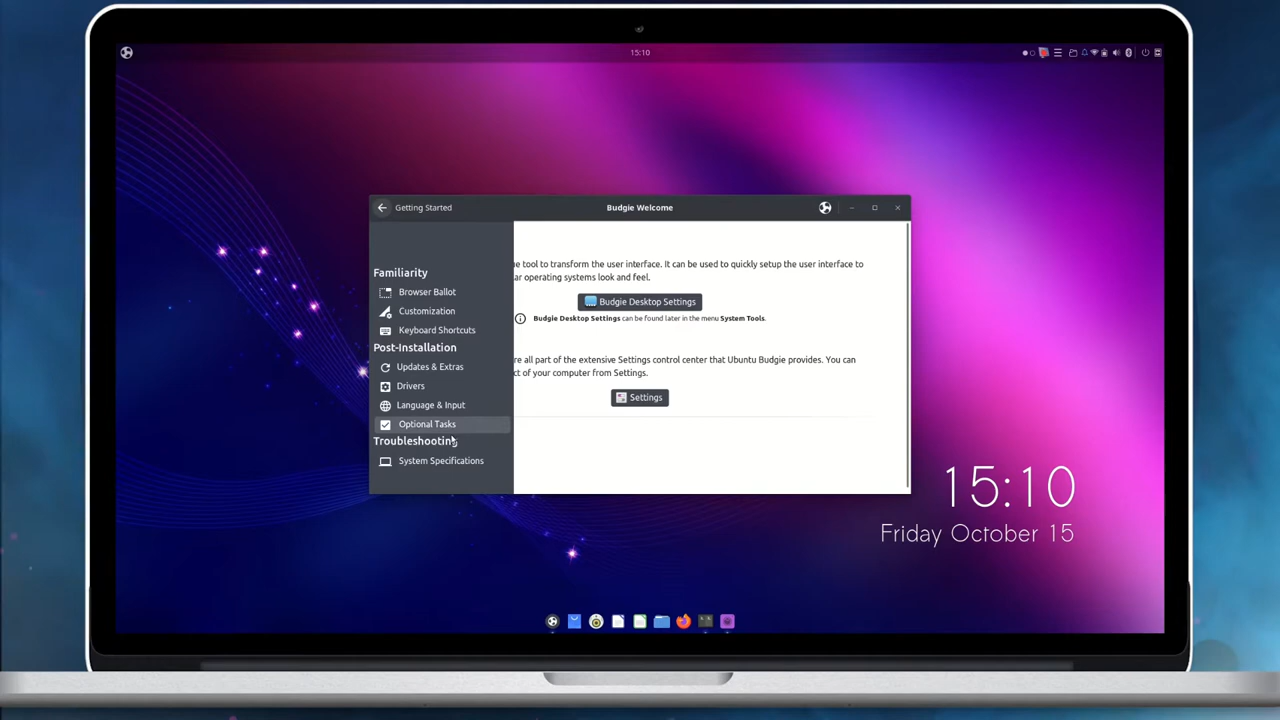 15:10
Getting Started
Budgie Welcome
Familiarity
Browser Ballot
Customization
Keyboard Shortcuts
Post-Installation
Updates & Extras
Drivers
Language & Input
Optional Tasks
Troubleshooting
System Specifications
tool to transform the user interface. It can be used to quickly setup the user interface to
operating systems look and feel.
Budgie Desktop Settings
Budgie Desktop Settings can be found later in the menu System Tools.
re all part of the extensive Settings control center that Ubuntu Budgie provides. You can
of your computer from Settings.
Settings
15:10
Friday October 15